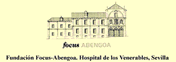 focus ABENGOA
Fundación Focus-Abengoa. Hospital de los Venerables, Sevilla